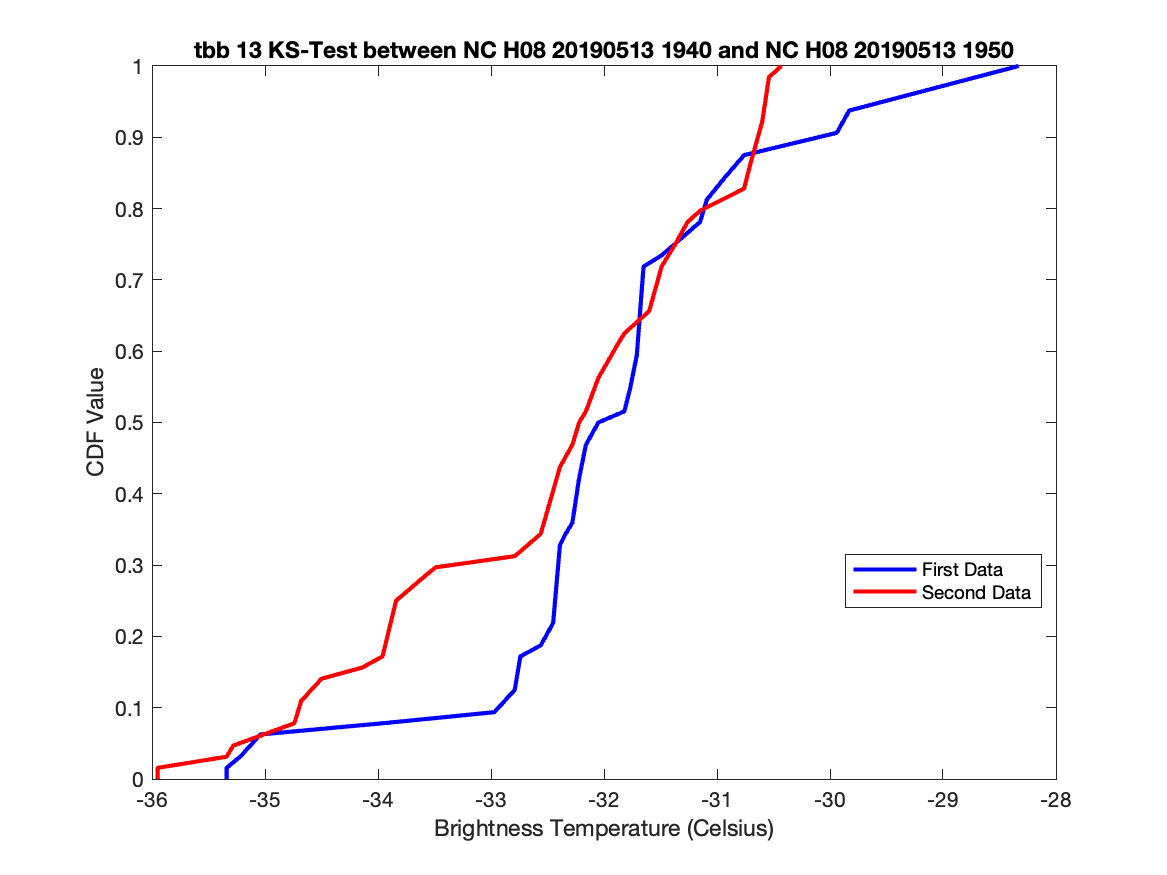 tbb 13 KS-Test between NC H08 20190513 1940 and NC H08 20190513 1950
1
0.9
0.8
0.7
0.6
0.5
0.4
0.3
0.2
0.1
0
CDF Value
First Data
Second Data
-36 -35 -34 -33 -32 -31 -30 -29 -28
Brightness Temperature (Celsius)